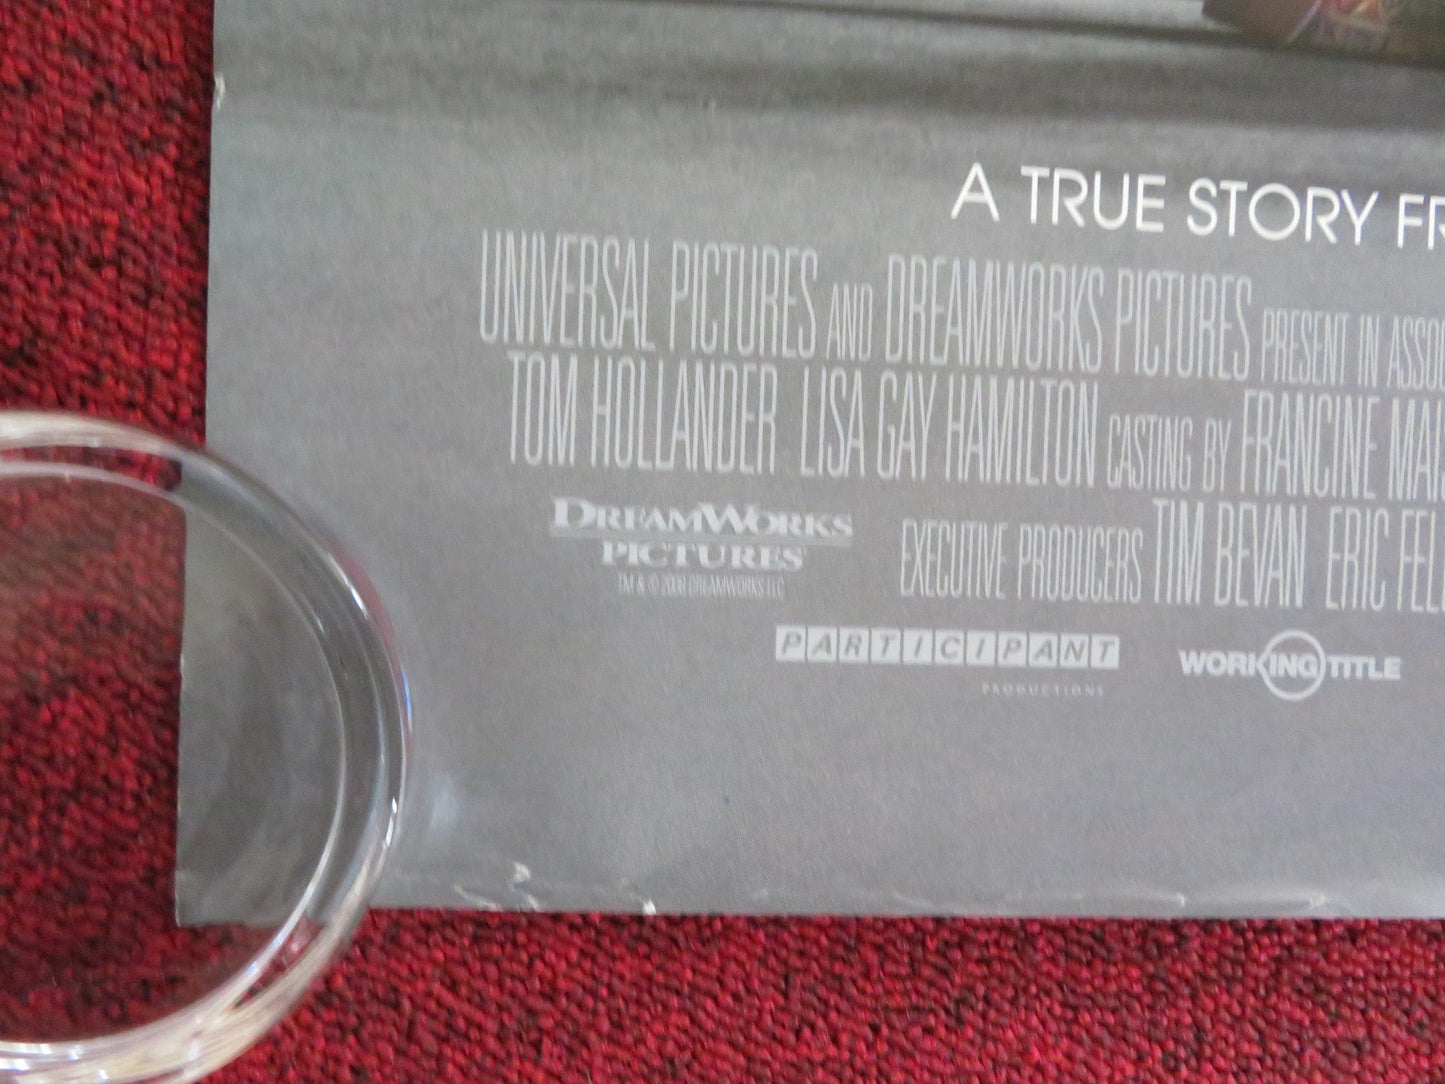 A TRUE STORY FR
UNIVERSAL PICTURES AND DREAMWORKS PICTURES PRESENT IN ASSO
TOM HOLLANDER LISA GAY HAMILTON CASTING BY FRANCINE MAI
DREAMWORKS
PICTURES
TM & © 2008 DREAMWORKS LLC
EXECUTIVE PRODUCERS TIM BEVAN ERIC FEL
PARTICIPANT
PRODUCTIONS
WORKING TITLE